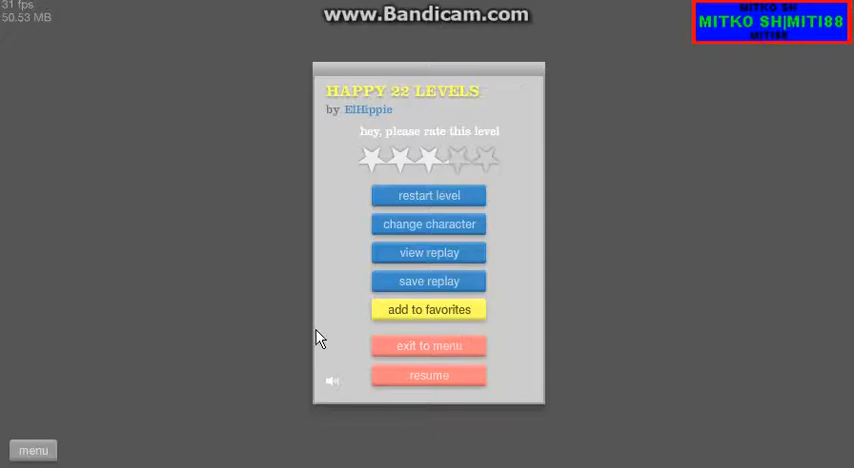 31 fps
50.53 MB
www.Bandicam.com
MITKO SH
MITKO SH|MITI88
MITI88
HAPPY 22 LEVELS
by ElHippie
hey, please rate this level
restart level
change character
view replay
save replay
add to favorites
exit to menu
resume
menu